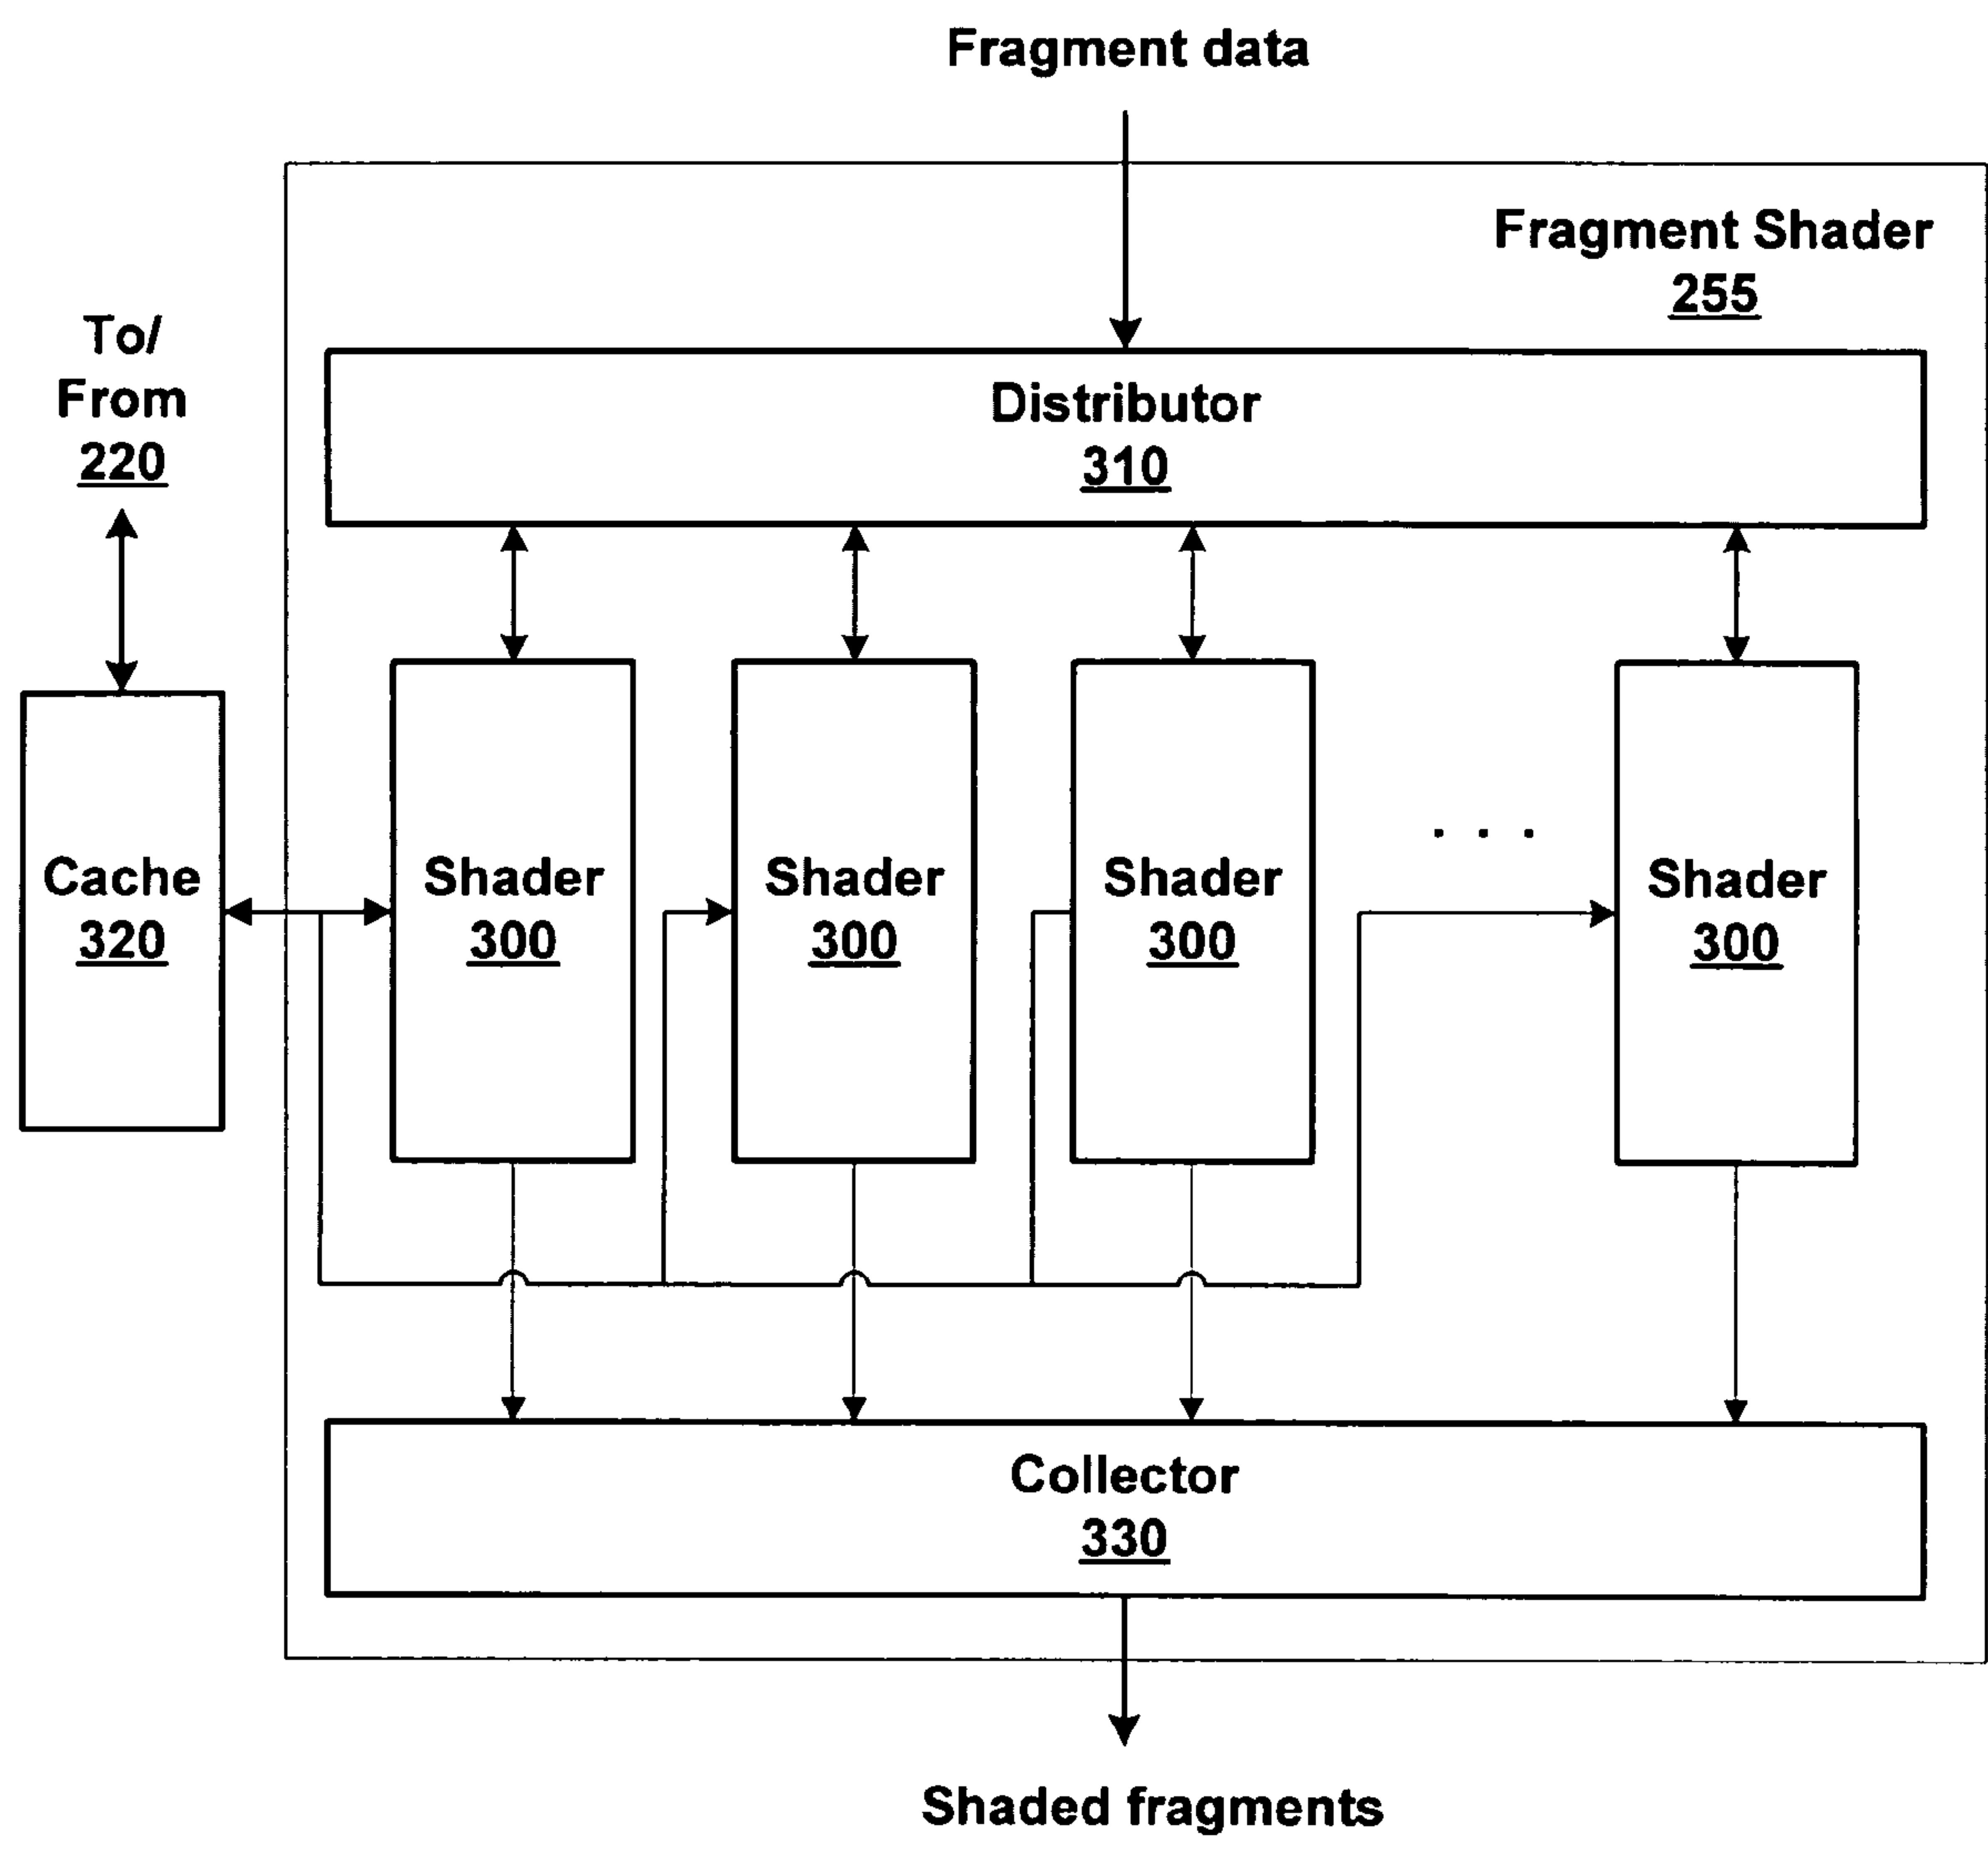 Fragment data
Fragment Shader
255
To/
From
220
Distributor
310
Cache
320
Shader
300
Shader
300
Shader
300
. . .
Shader
300
Collector
330
Shaded fragments